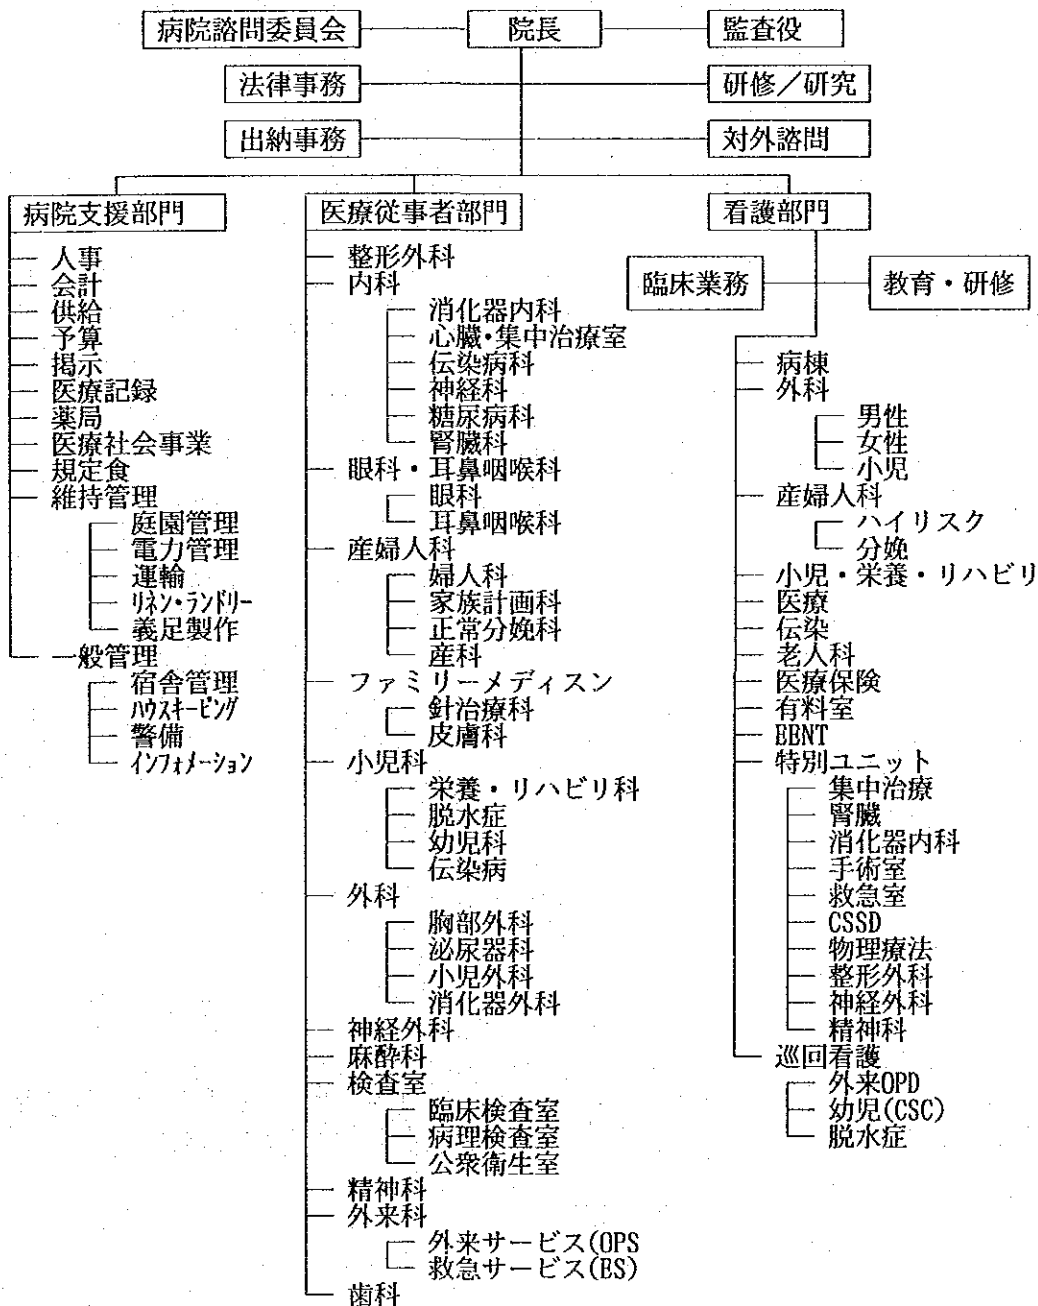 病院諮問委員会
院長
監査役
法律事務
研修／研究
出納事務
対外諮問
病院支援部門
人事
会計
供給
予算
掲示
医療記録
薬局
医療社会事業
規定食
維持管理
庭園管理
電力管理
運輸
リネン・ランドリー
義足製作
一般管理
宿舎管理
ハウスキーピング
警備
インフォメーション
医療従事者部門
整形外科
内科
消化器内科
心臓・集中治療室
伝染病科
神経科
糖尿病科
腎臓科
眼科・耳鼻咽喉科
眼科
耳鼻咽喉科
産婦人科
婦人科
家族計画科
正常分娩科
産科
ファミリーメディスン
針治療科
皮膚科
小児科
栄養・リハビリ科
脱水症
幼児科
伝染病
外科
胸部外科
泌尿器科
小児外科
消化器外科
神経外科
麻酔科
検査室
臨床検査室
病理検査室
公衆衛生室
精神科
外来科
外来サービス(OPS
救急サービス(ES)
歯科
看護部門
臨床業務
教育・研修
病棟
外科
男性
女性
小児
産婦人科
ハイリスク
分娩
小児・栄養・リハビリ
医療
伝染
老人科
医療保険
有料室
EENT
特別ユニット
集中治療
腎臓
消化器内科
手術室
救急室
CSSD
物理療法
整形外科
神経外科
精神科
巡回看護
外来OPD
幼児(CSC)
脱水症